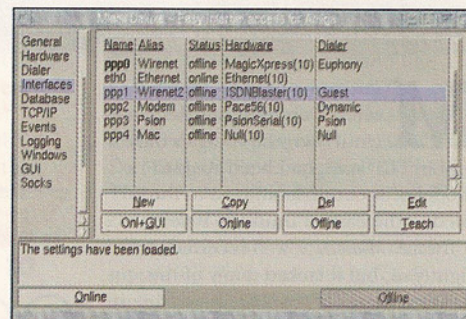 Miami Deluxe - Easy Internet access for Amiga
General
Hardware
Dialer
Interfaces
Database
TCP/IP
Events
Logging
Windows
GUI
Socks
Name Alias Status Hardware Dialer
ppp0 Wirenet offline MagicXpress(10) Euphony
eth0 Ethernet online Ethernet(10)
ppp1 Wirenet2 offline ISDNBlaster(10) Guest
ppp2 Modem offline Pace56(10) Dynamic
ppp3 Psion offline PsionSerial(10) Psion
ppp4 Mac offline Null(10) Null
New Copy Del Edit
Onl+GUI Online Offline Teach
The settings have been loaded.
Online Offline